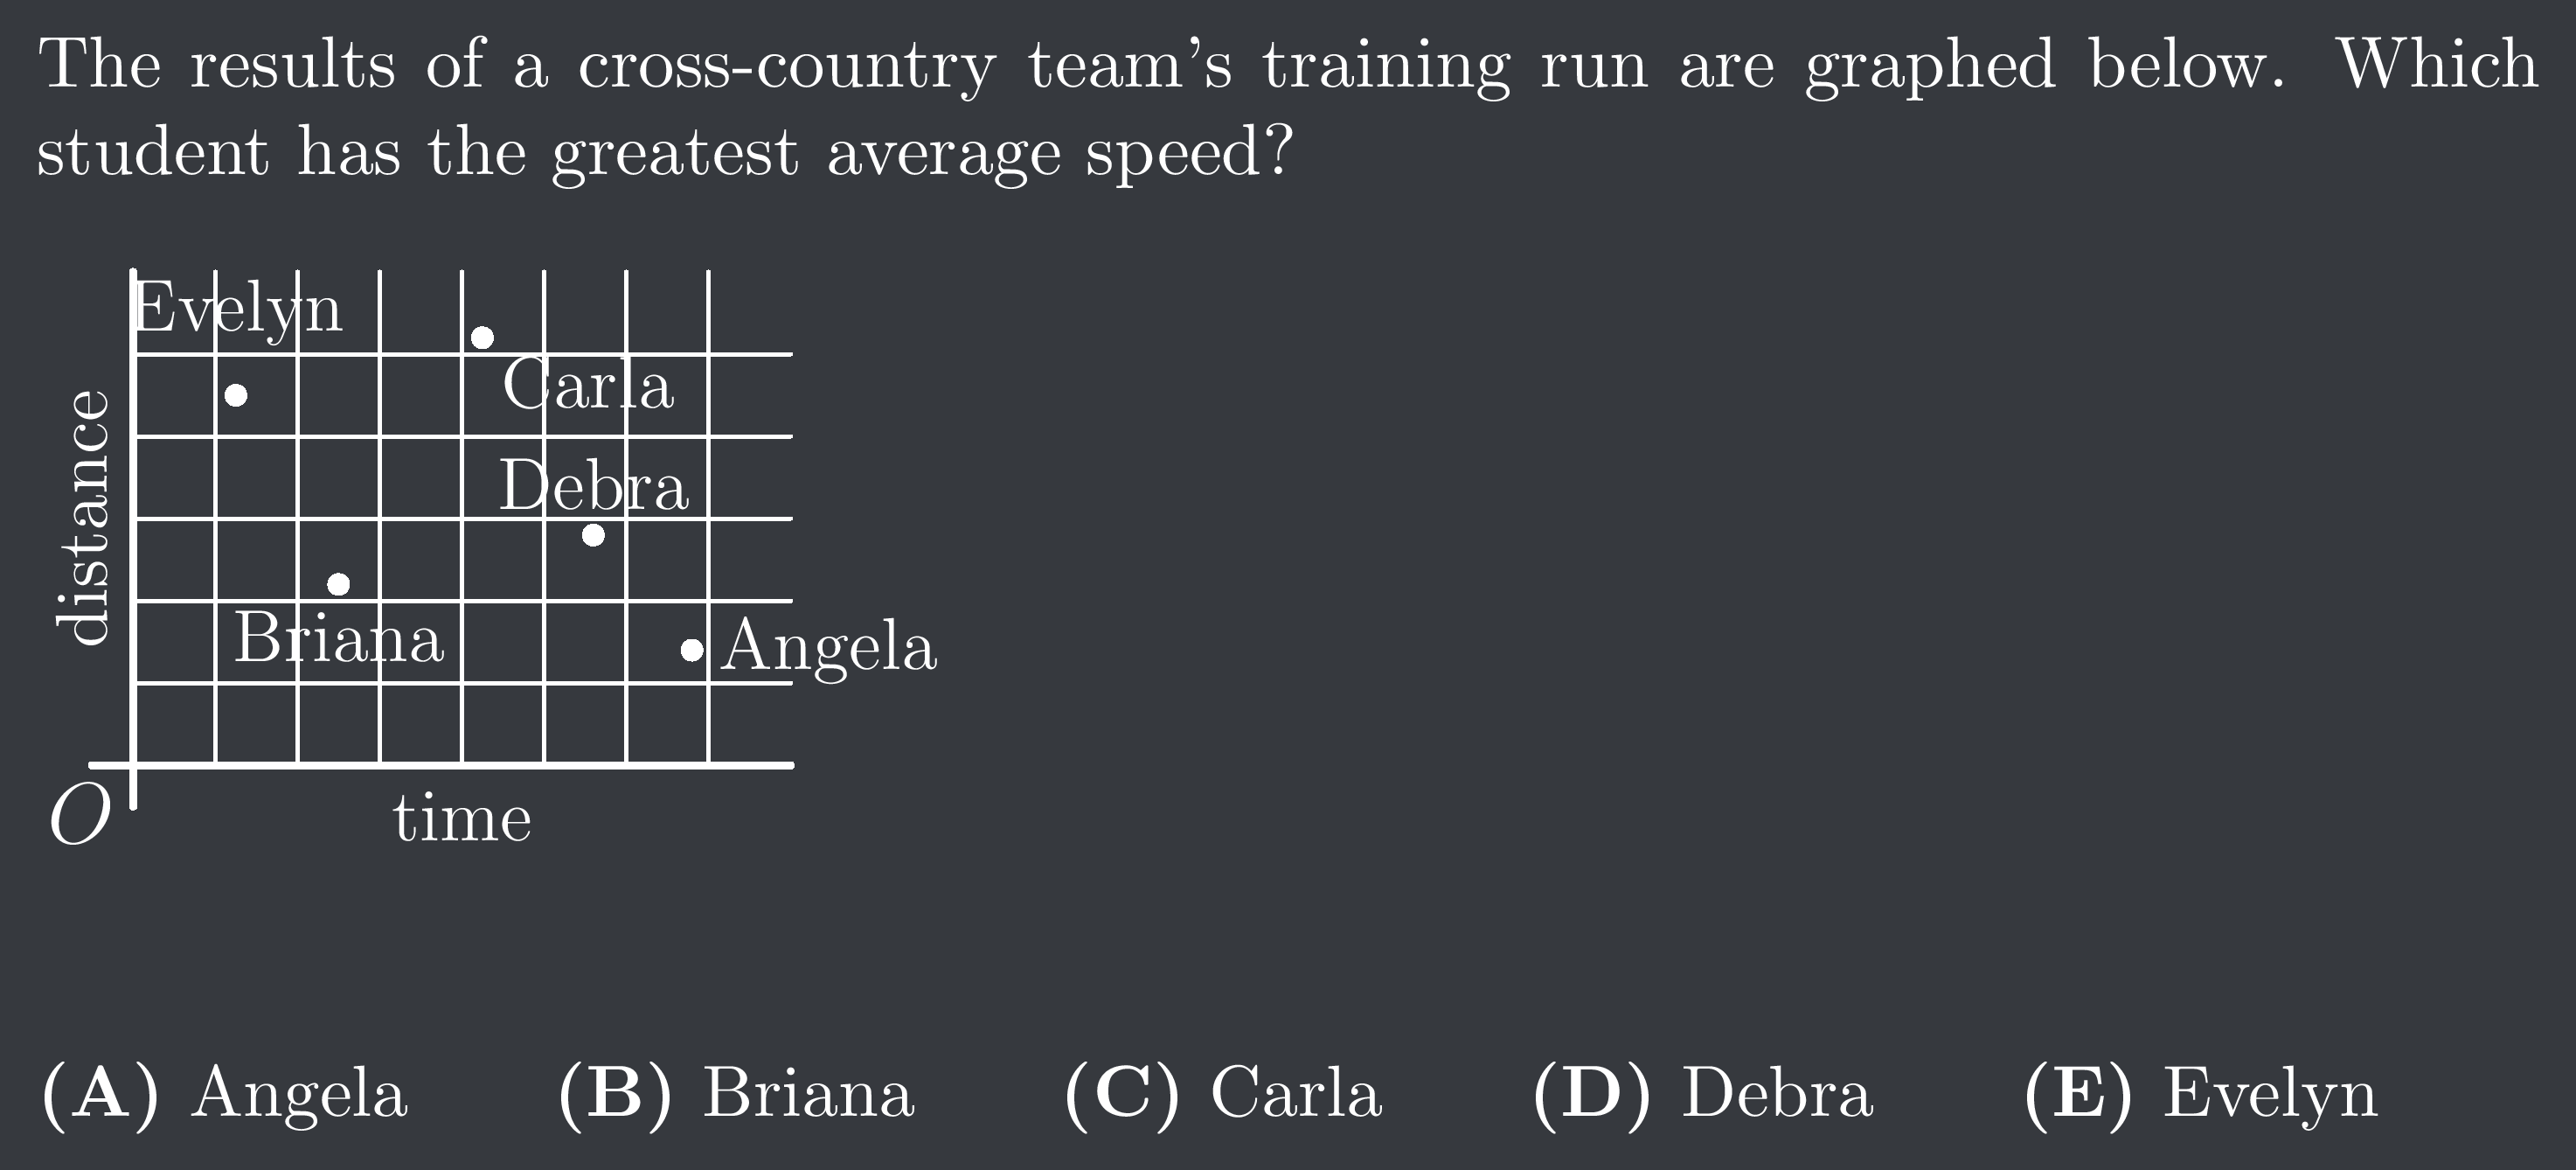 The results of a cross-country team's training run are graphed below. Which
student has the greatest average speed?
Evelyn
Carla
distance
Debra
Briana
Angela
O
time
(A) Angela (B) Briana (C) Carla (D) Debra (E) Evelyn